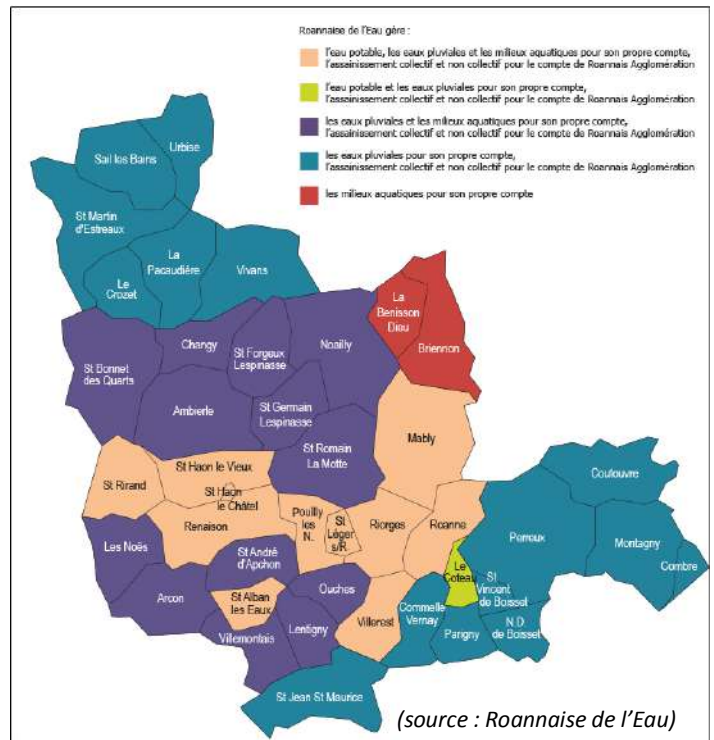 Roannaise de l'Eau gère :
l'eau potable, les eaux pluviales et les milieux aquatiques pour son propre compte,
l'assainissement collectif et non collectif pour le compte de Roannais Agglomération
l'eau potable et les eaux pluviales pour son propre compte,
l'assainissement collectif et non collectif pour le compte de Roannais Agglomération
les eaux pluviales et les milieux aquatiques pour son propre compte,
l'assainissement collectif et non collectif pour le compte de Roannais Agglomération
les eaux pluviales pour son propre compte,
l'assainissement collectif et non collectif pour le compte de Roannais Agglomération
les milieux aquatiques pour son propre compte
Urbise
Sail les Bains
St Martin
d'Estreaux
La
Pacaudière
Vivans
Le
Crozet
La
Benisson
Dieu
Briennon
Changy
St Forgeux
Lespinasse
Noailly
St Bonnet
des Quarts
Ambierle
St Germain
Lespinasse
St Romain
La Motte
Mably
Coutouvre
St Rirand
St Haon le Vieux
St Haon
le Châtel
Renaison
Pouilly
les N.
St
Léger
s/R
Riorges
Roanne
Perreux
Montagny
Combre
Les Noës
St André
d'Apchon
Le
Coteau
St
Vincent
de Boisset
Arcon
St Alban
les Eaux
Ouches
Villerest
Commelle
Vernay
N.D.
de Boisset
Parigny
Villemontais
Lentigny
St Jean St Maurice
(source : Roannaise de l'Eau)